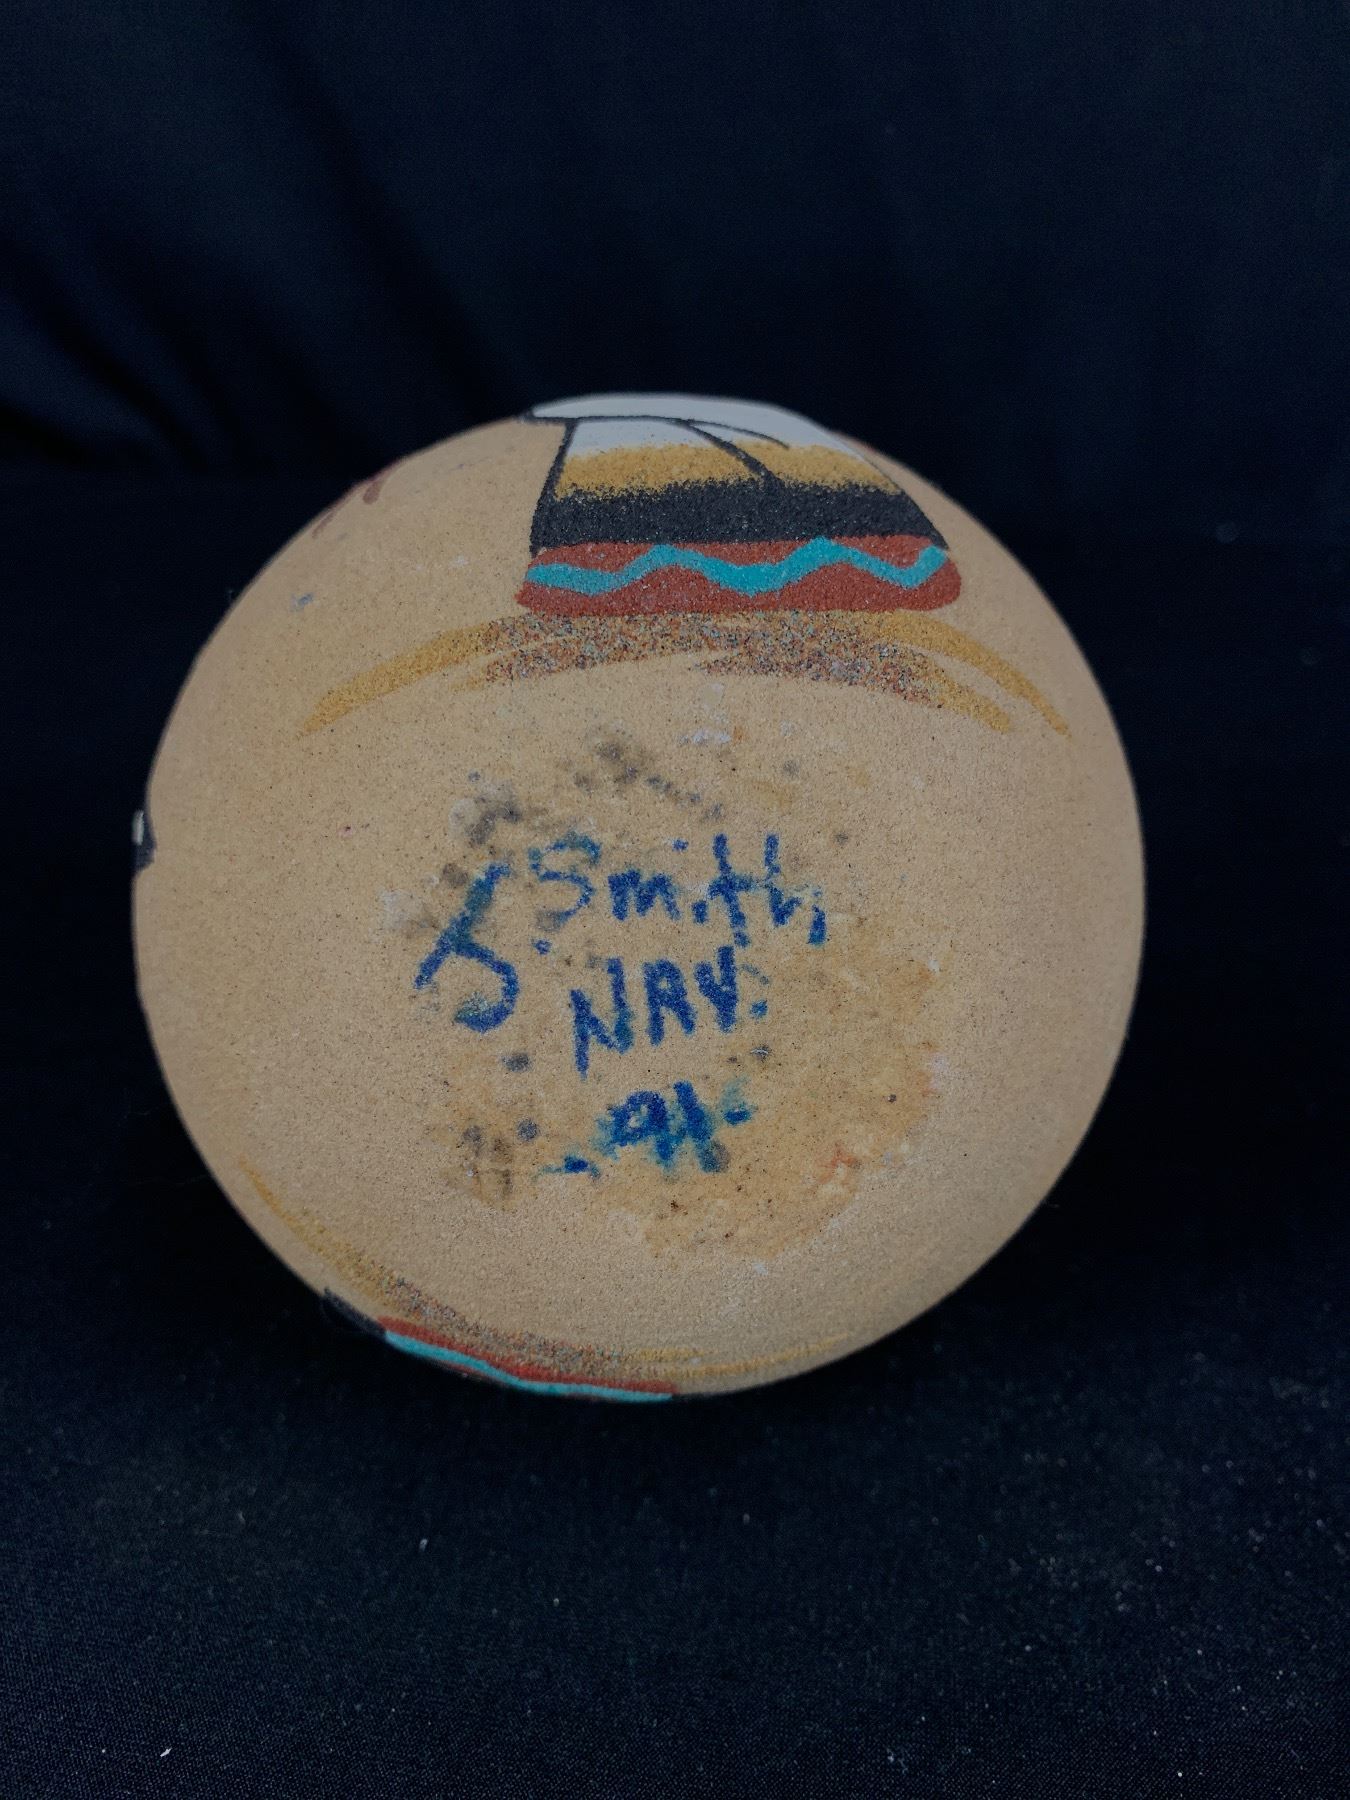 J. Smith
NAV.
-91-